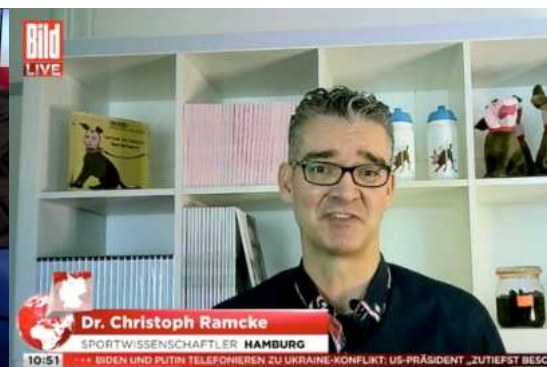 Bild
LIVE
Dr. Christoph Ramcke
SPORTWISSENSCHAFTLER HAMBURG
10:51 BIDEN UND PUTIN TELEFONIEREN ZU UKRAINE-KONFLIKT: US-PRÄSIDENT „ZUTIEFST BESO